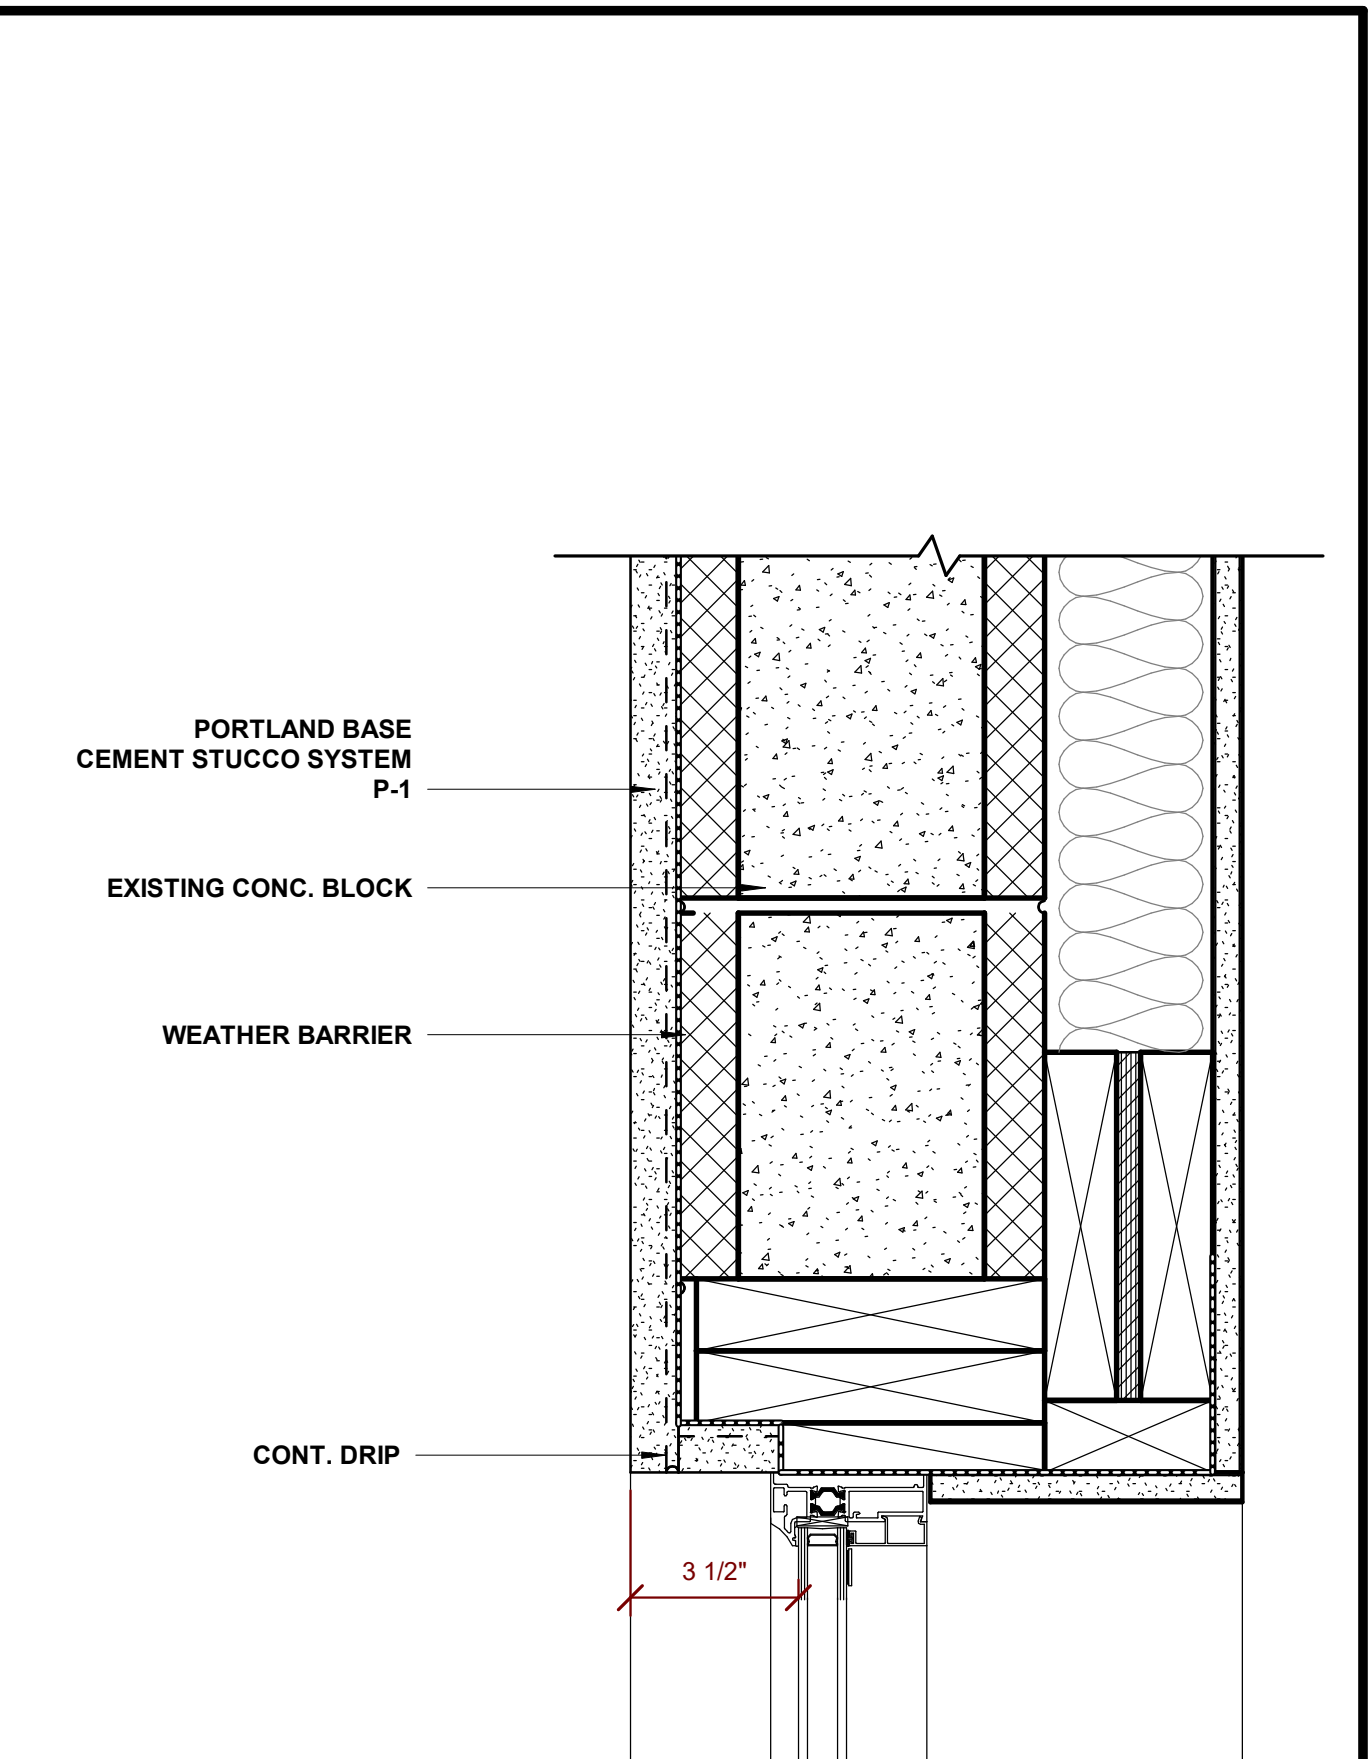 PORTLAND BASE
CEMENT STUCCO SYSTEM
P-1
EXISTING CONC. BLOCK
WEATHER BARRIER
CONT. DRIP
3 1/2"